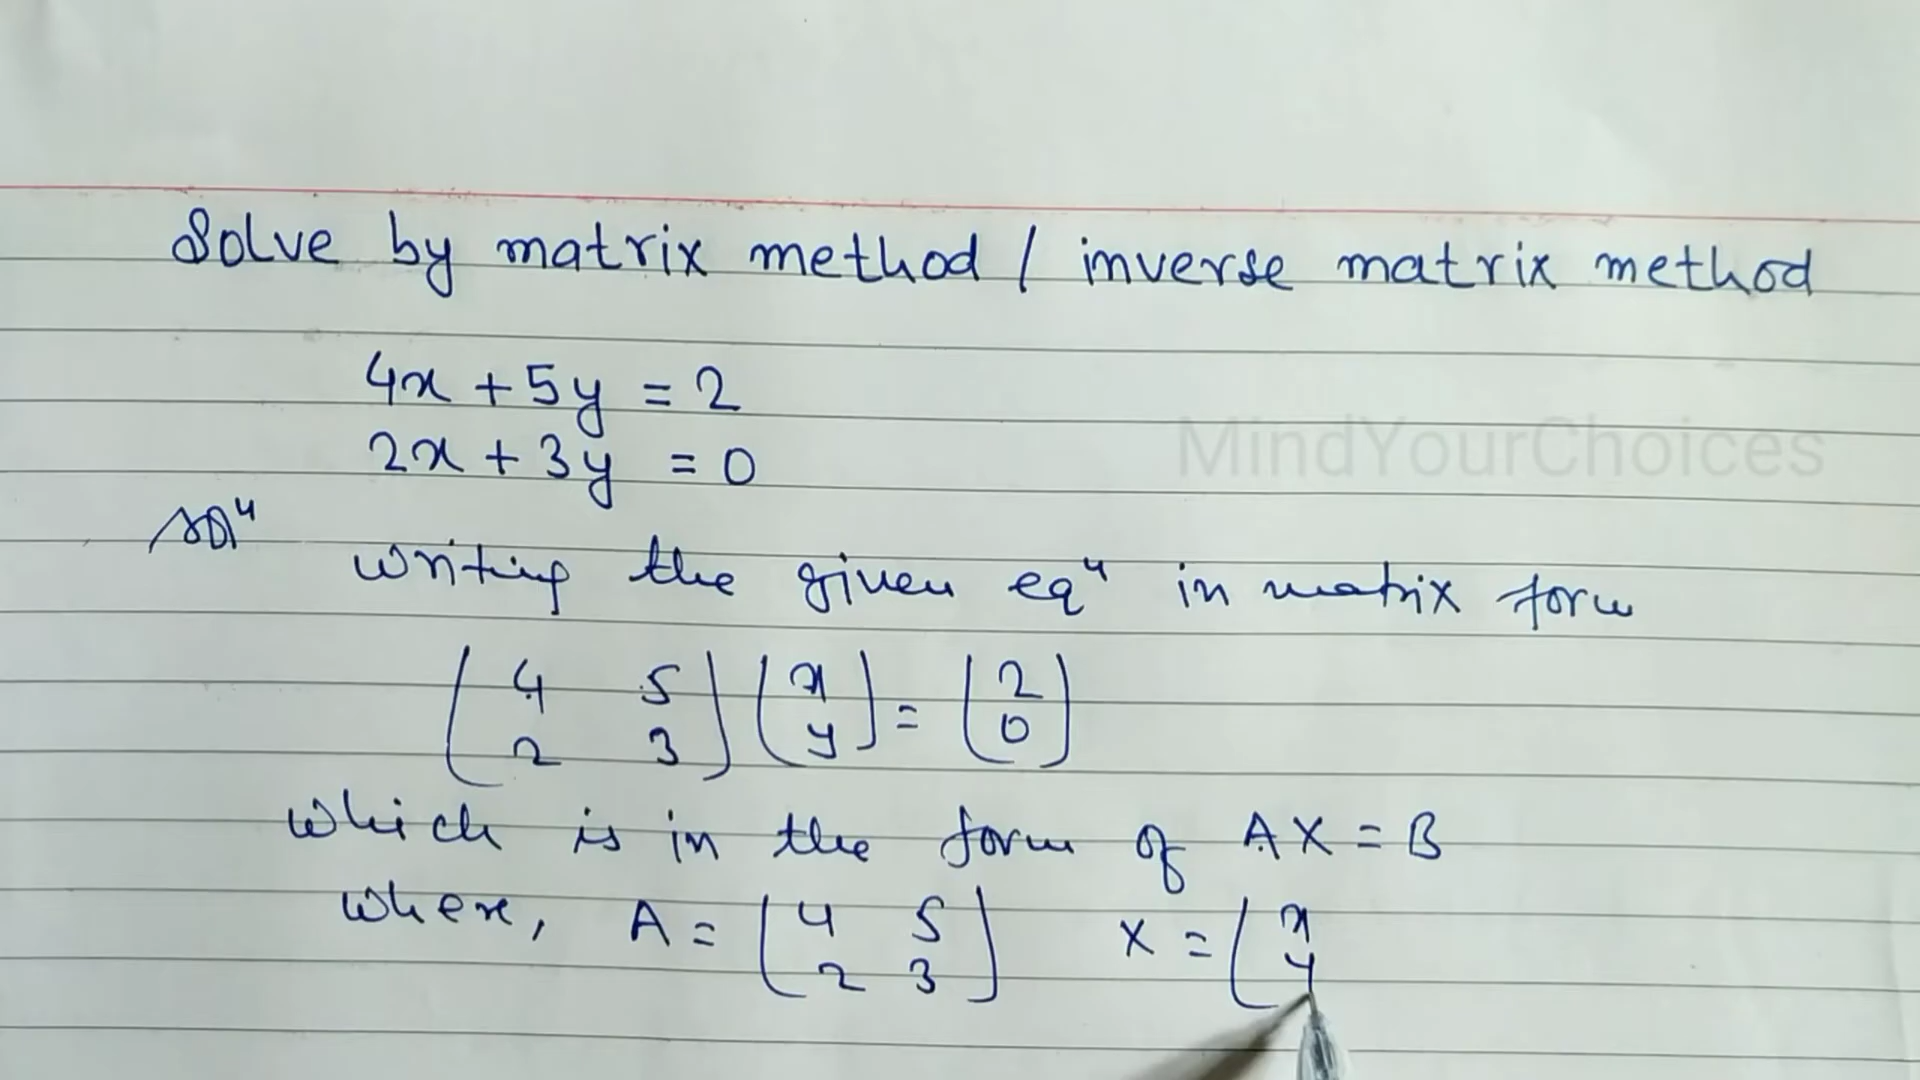 Solve by matrix method / inverse matrix method
4x + 5y = 2
2x + 3y = 0
MindYourChoices
solⁿ
writing the given eqⁿ in matrix form
( 4 5 ) ( x ) = ( 2 )
( 2 3 ) ( y ) ( 0 )
which is in the form of AX = B
where, A = ( 4 5 ) X = ( x
( 2 3 ) y